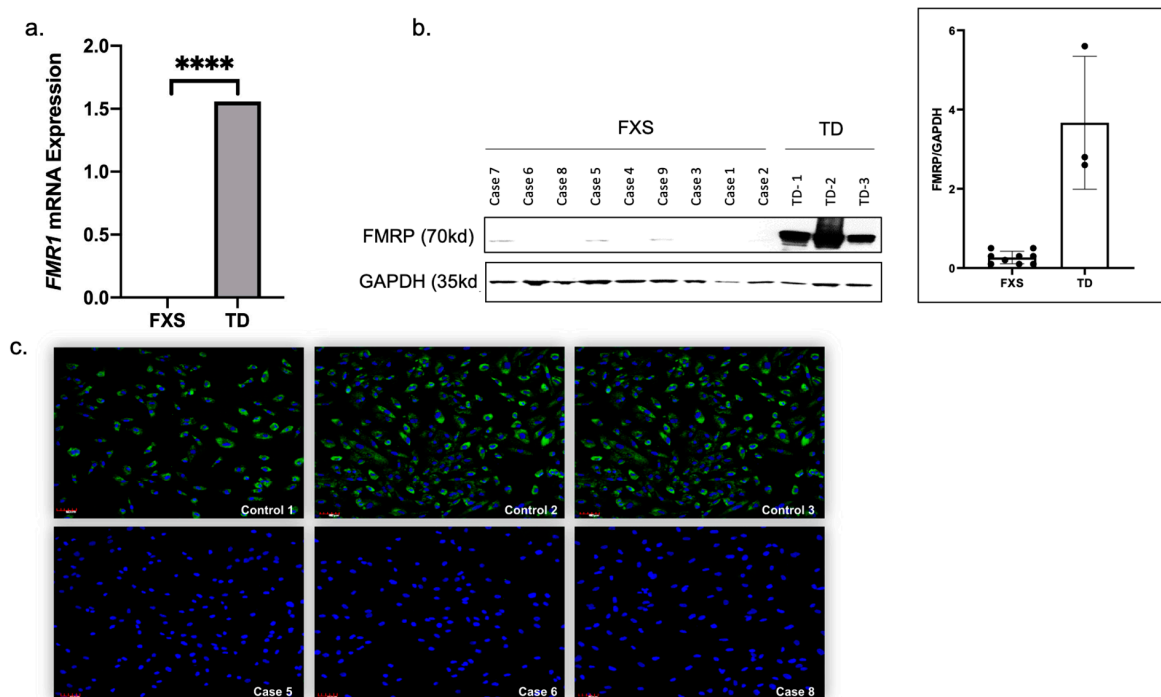 a.
2.0
1.5
1.0
0.5
0.0
FMR1 mRNA Expression
****
FXS TD
b.
FXS TD
Case 7 Case 6 Case 8 Case 5 Case 4 Case 9 Case 3 Case 1 Case 2 TD-1 TD-2 TD-3
FMRP (70kd)
GAPDH (35kd
6
4
2
0
FMRP/GAPDH
FXS TD
c.
Control 1 Control 2 Control 3
Case 5 Case 6 Case 8